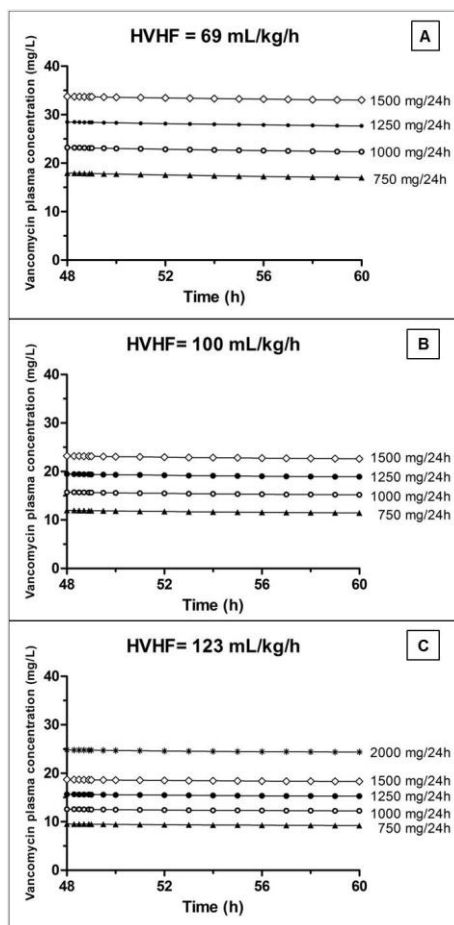 HVHF = 69 mL/kg/h
A
Vancomycin plasma concentration (mg/L)
40
30
20
10
0
1500 mg/24h
1250 mg/24h
1000 mg/24h
750 mg/24h
48
52
56
60
Time (h)
HVHF= 100 mL/kg/h
B
Vancomycin plasma concentration (mg/L)
40
30
20
10
0
1500 mg/24h
1250 mg/24h
1000 mg/24h
750 mg/24h
48
52
56
60
Time (h)
HVHF= 123 mL/kg/h
C
Vancomycin plasma concentration (mg/L)
40
30
20
10
0
2000 mg/24h
1500 mg/24h
1250 mg/24h
1000 mg/24h
750 mg/24h
48
52
56
60
Time (h)